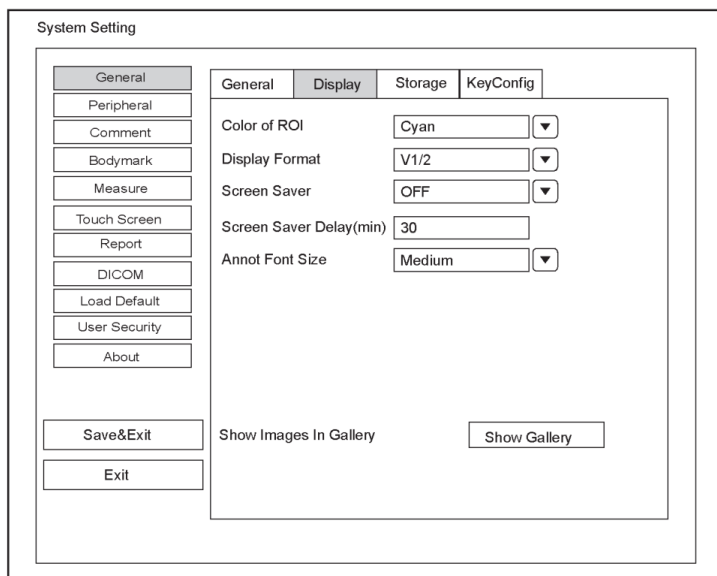 System Setting
General
Peripheral
Comment
Bodymark
Measure
Touch Screen
Report
DICOM
Load Default
User Security
About
Save&Exit
Exit
General Display Storage KeyConfig
Color of ROI Cyan
Display Format V1/2
Screen Saver OFF
Screen Saver Delay(min) 30
Annot Font Size Medium
Show Images In Gallery Show Gallery